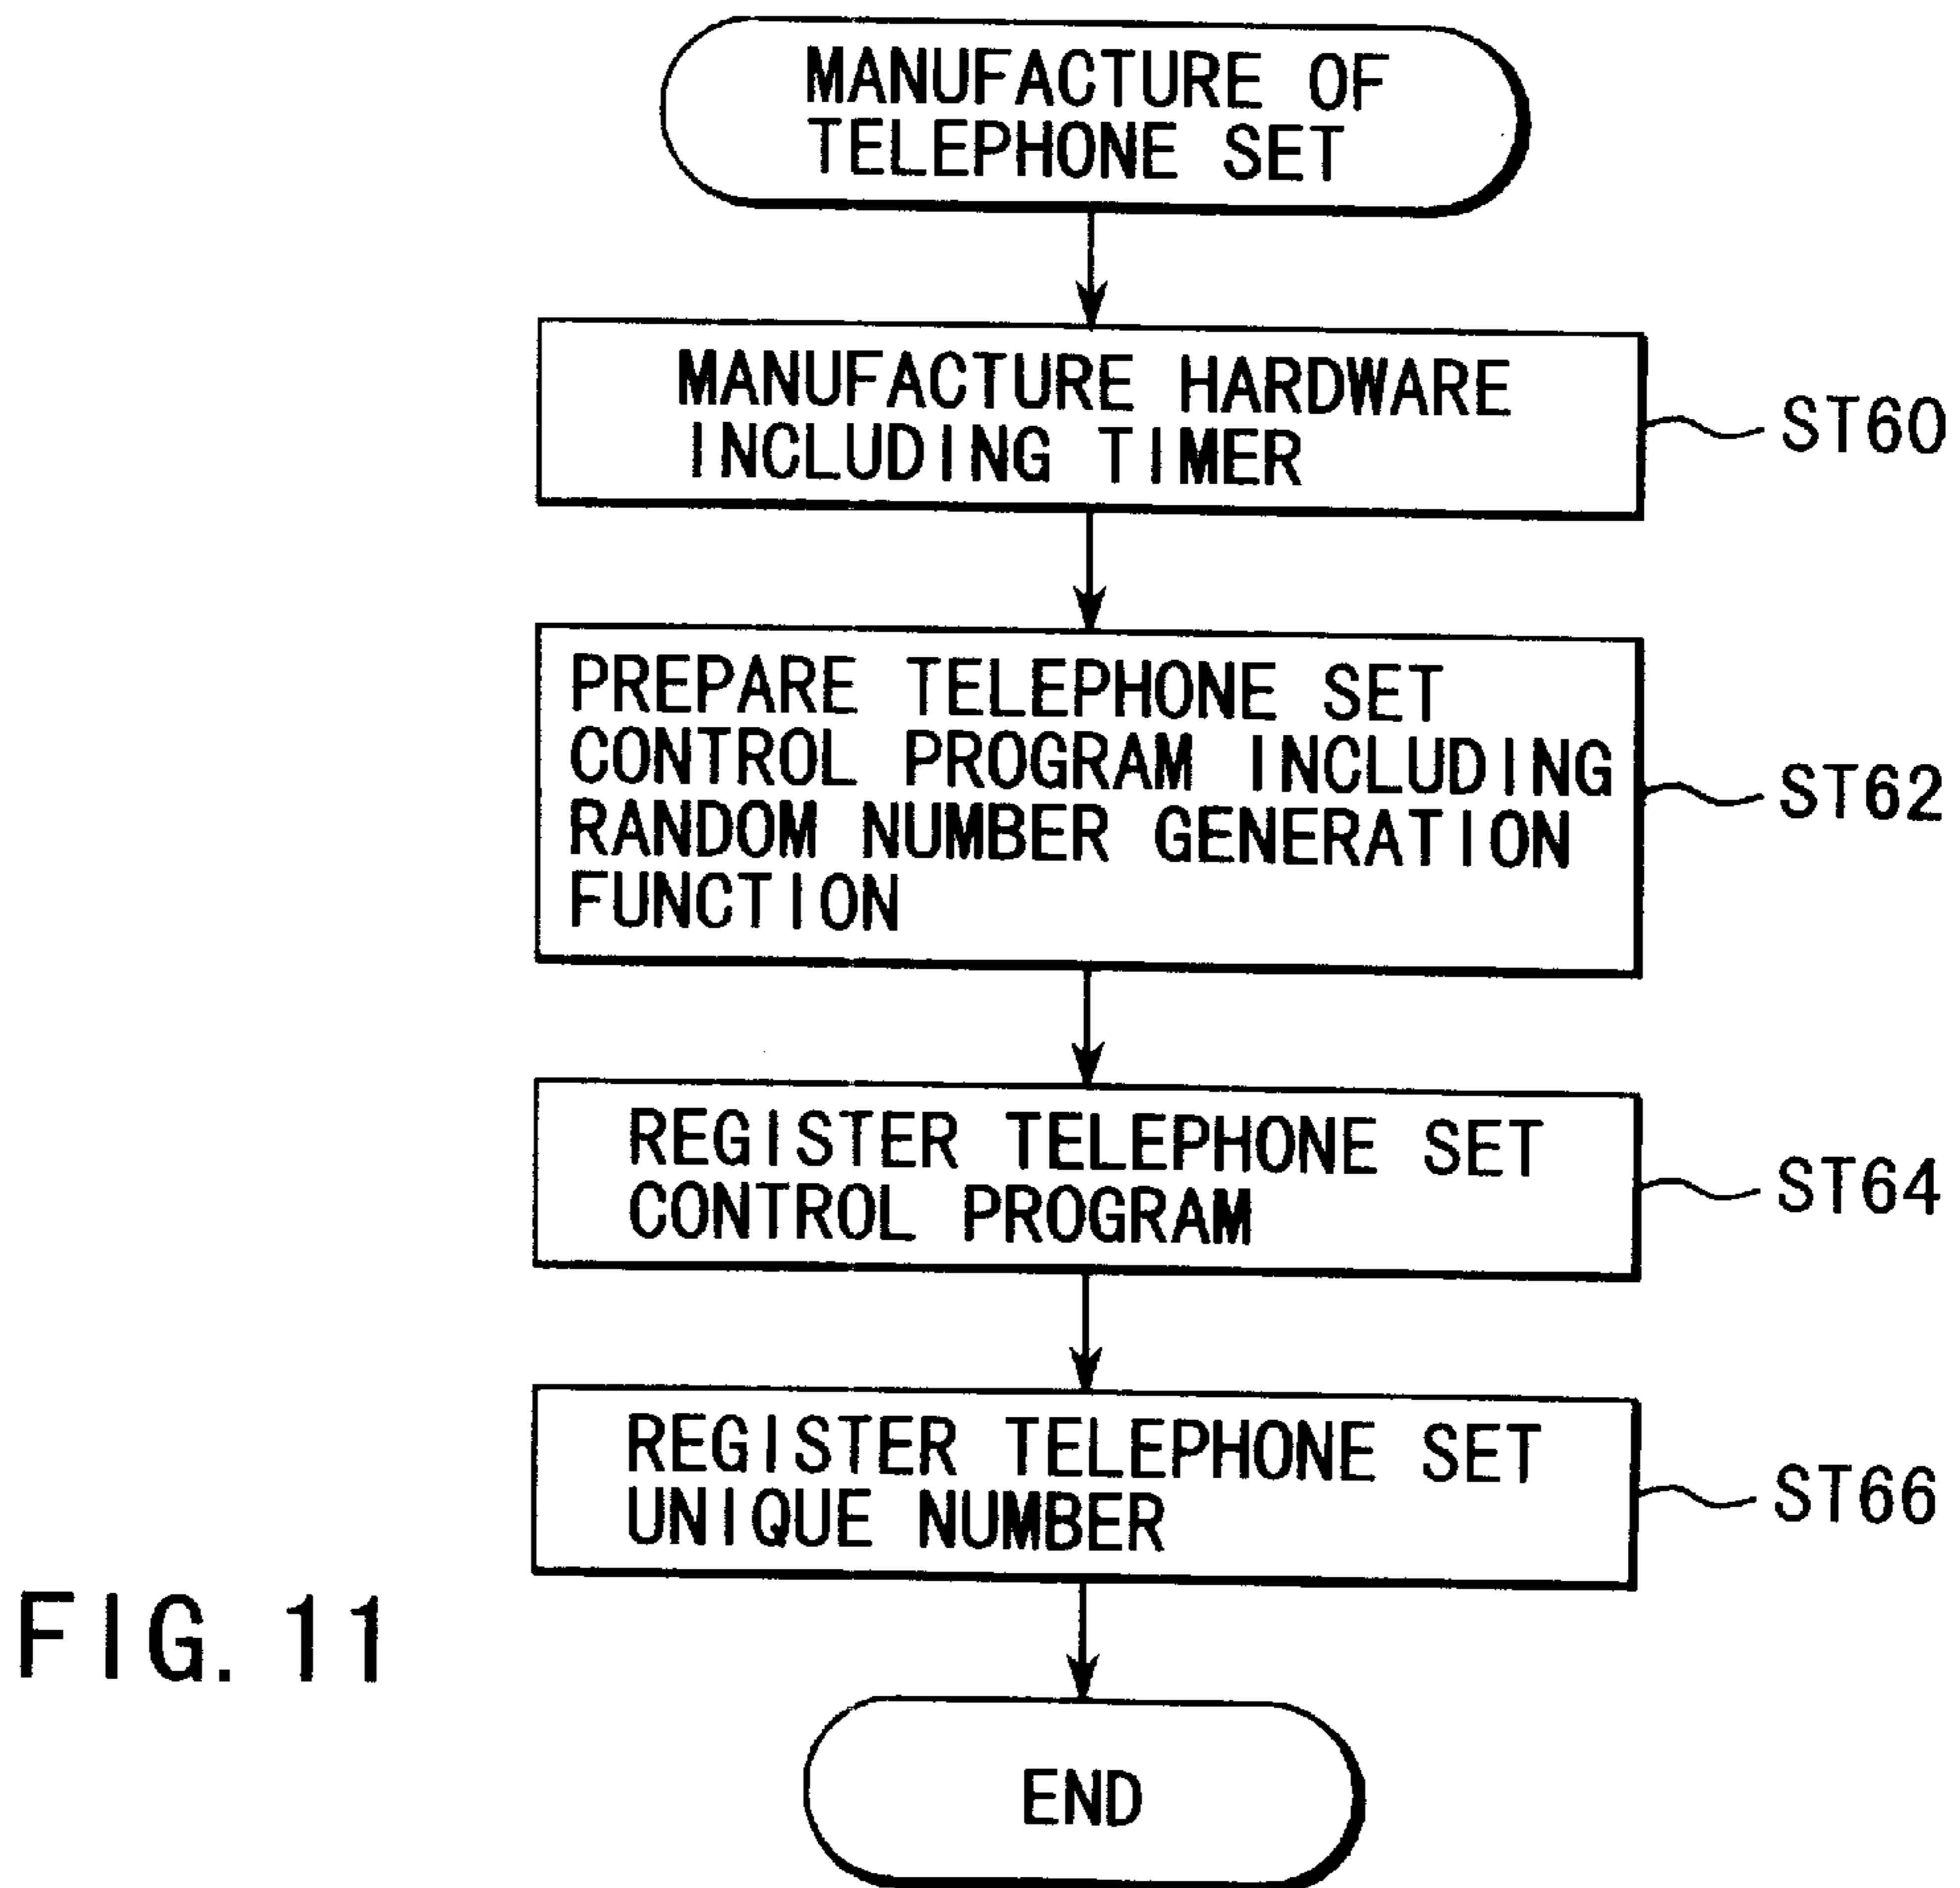 MANUFACTURE OF
TELEPHONE SET
MANUFACTURE HARDWARE
INCLUDING TIMER
ST60
PREPARE TELEPHONE SET
CONTROL PROGRAM INCLUDING
RANDOM NUMBER GENERATION
FUNCTION
ST62
REGISTER TELEPHONE SET
CONTROL PROGRAM
ST64
REGISTER TELEPHONE SET
UNIQUE NUMBER
ST66
END
FIG. 11